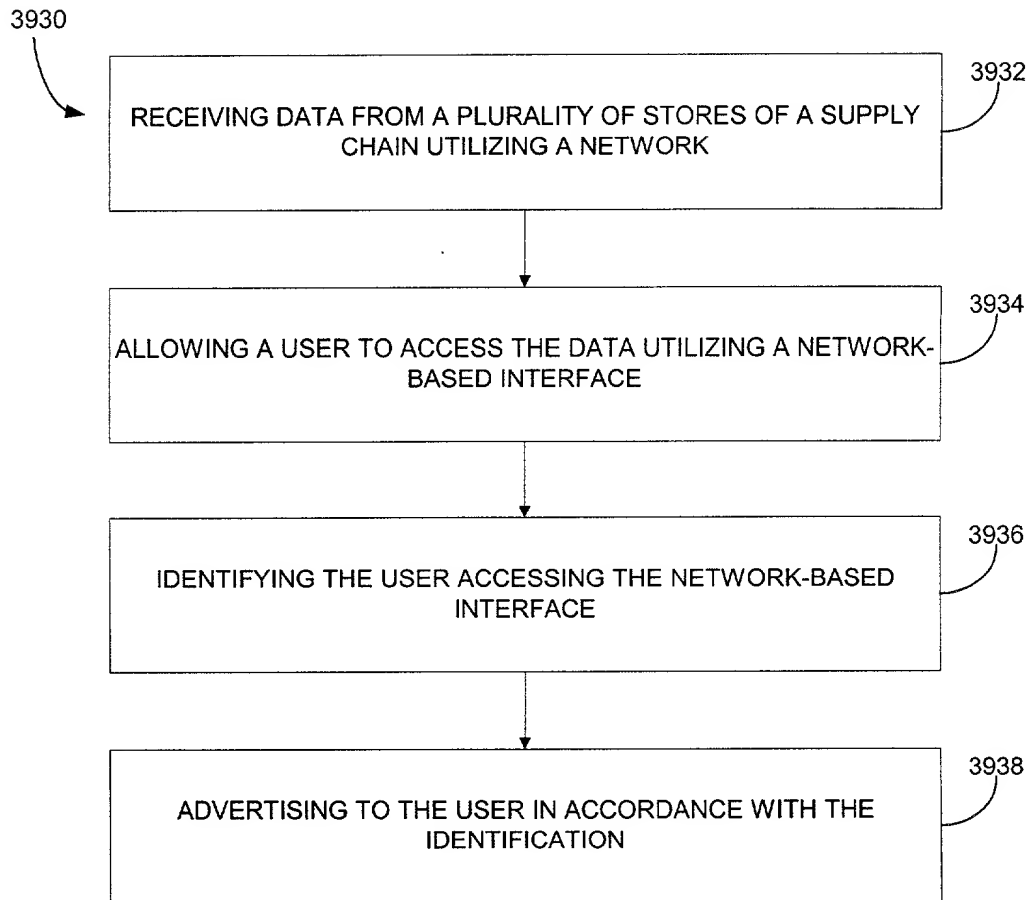 3930
3932
RECEIVING DATA FROM A PLURALITY OF STORES OF A SUPPLY
CHAIN UTILIZING A NETWORK
3934
ALLOWING A USER TO ACCESS THE DATA UTILIZING A NETWORK-
BASED INTERFACE
3936
IDENTIFYING THE USER ACCESSING THE NETWORK-BASED
INTERFACE
3938
ADVERTISING TO THE USER IN ACCORDANCE WITH THE
IDENTIFICATION